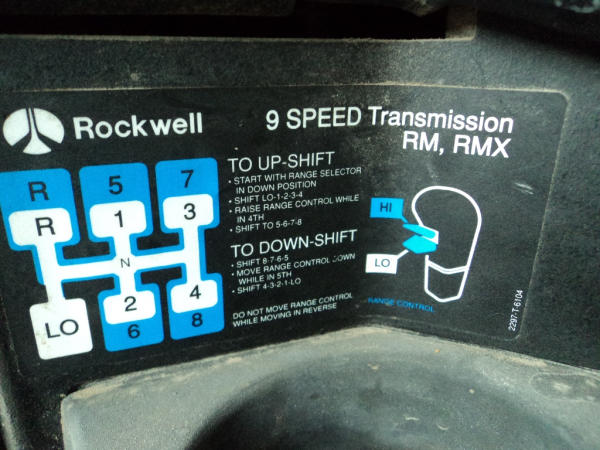 Rockwell
9 SPEED Transmission
RM, RMX
R 5 7
R 1 3
N
LO 2 4
6 8
TO UP-SHIFT
• START WITH RANGE SELECTOR
IN DOWN POSITION
• SHIFT LO-1-2-3-4
• RAISE RANGE CONTROL WHILE
IN 4TH
• SHIFT TO 5-6-7-8
TO DOWN-SHIFT
• SHIFT 8-7-6-5
• MOVE RANGE CONTROL DOWN
WHILE IN 5TH
• SHIFT 4-3-2-1-LO
DO NOT MOVE RANGE CONTROL
WHILE MOVING IN REVERSE
HI
LO
RANGE CONTROL
2297-T-6104